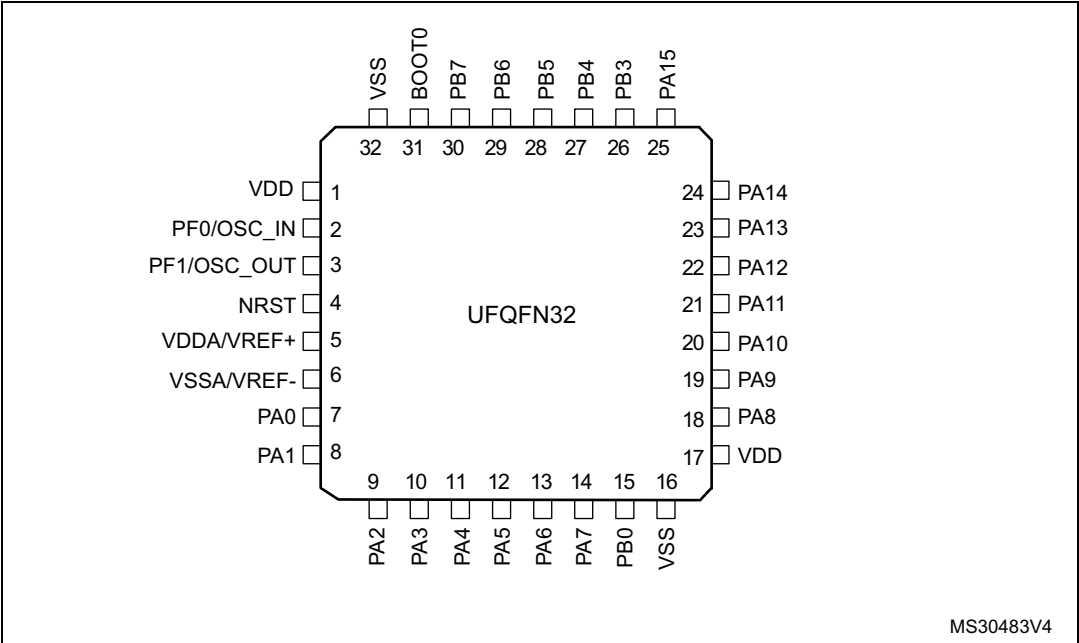 VSS
BOOT0
PB7
PB6
PB5
PB4
PB3
PA15
32 31 30 29 28 27 26 25
VDD 1
PF0/OSC_IN 2
PF1/OSC_OUT 3
NRST 4
VDDA/VREF+ 5
VSSA/VREF- 6
PA0 7
PA1 8
UFQFN32
24 PA14
23 PA13
22 PA12
21 PA11
20 PA10
19 PA9
18 PA8
17 VDD
9 10 11 12 13 14 15 16
PA2
PA3
PA4
PA5
PA6
PA7
PB0
VSS
MS30483V4